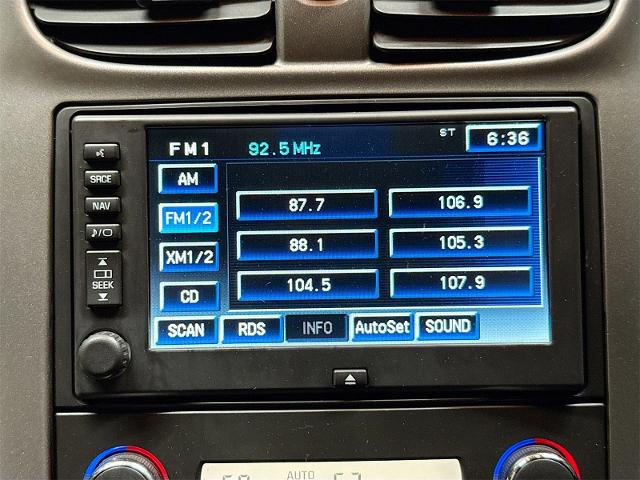 ST 6:36
FM1 92.5 MHz
AM
SRCE
87.7 106.9
NAV
FM1/2
88.1 105.3
XM1/2
SEEK
104.5 107.9
CD
SCAN RDS INFO AutoSet SOUND
AUTO